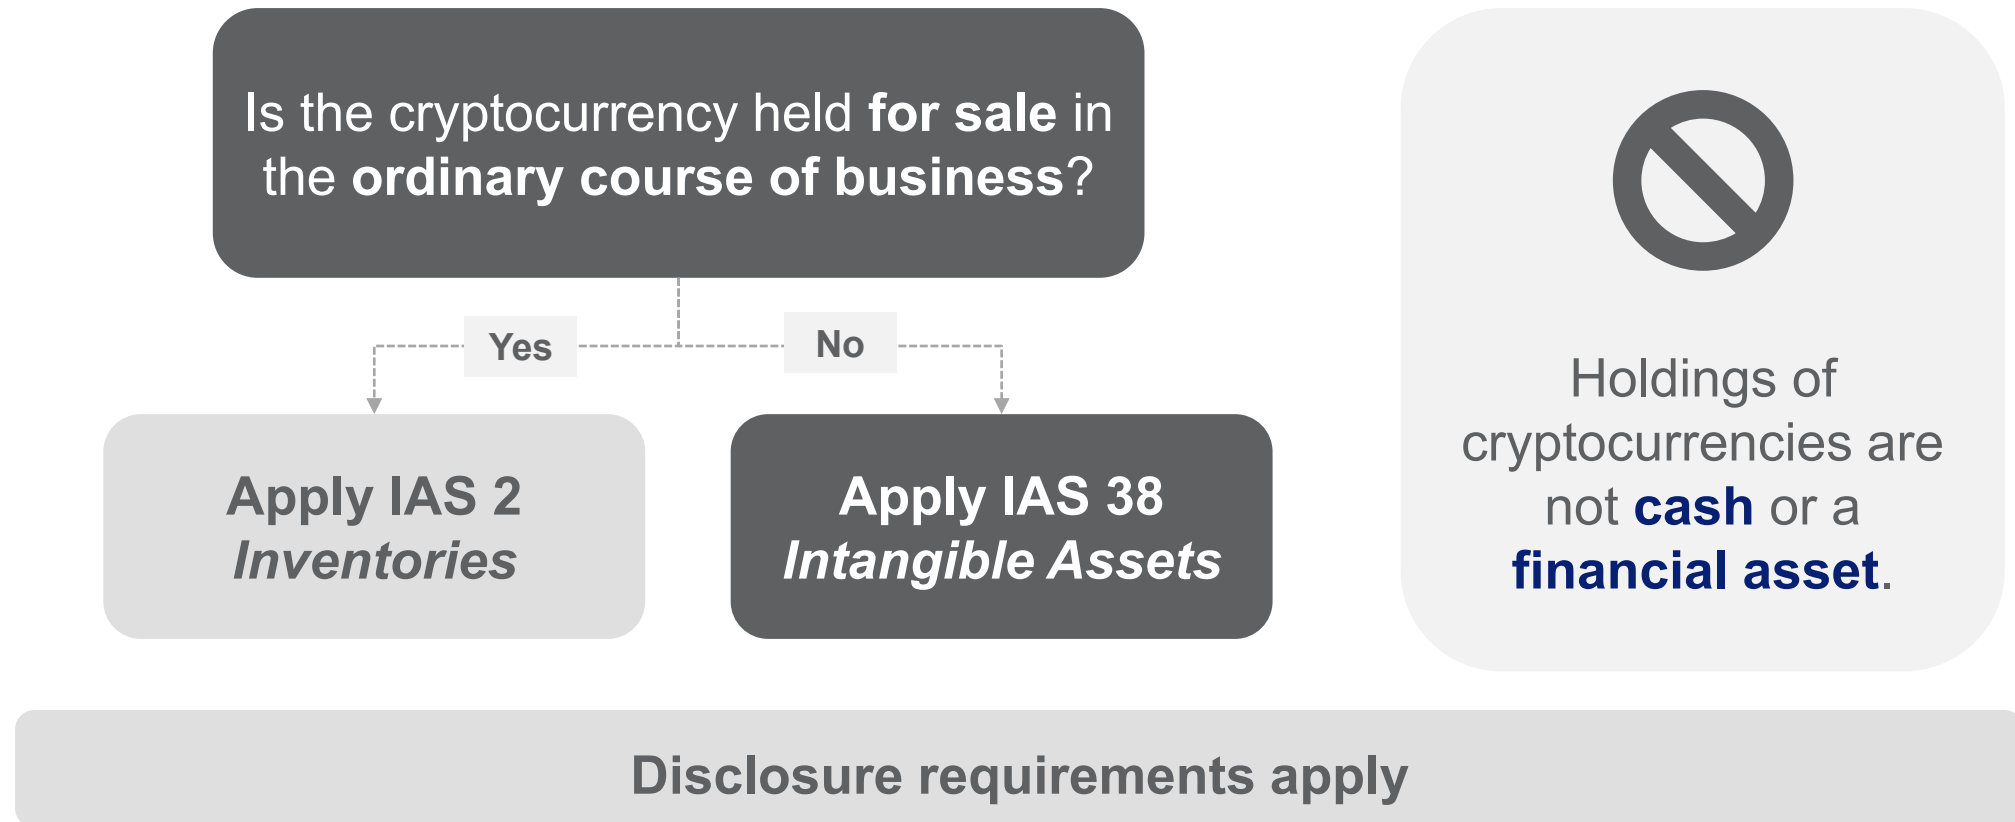 Is the cryptocurrency held for sale in
the ordinary course of business?
Yes
No
Apply IAS 2
Inventories
Apply IAS 38
Intangible Assets
Holdings of
cryptocurrencies are
not cash or a
financial asset.
Disclosure requirements apply